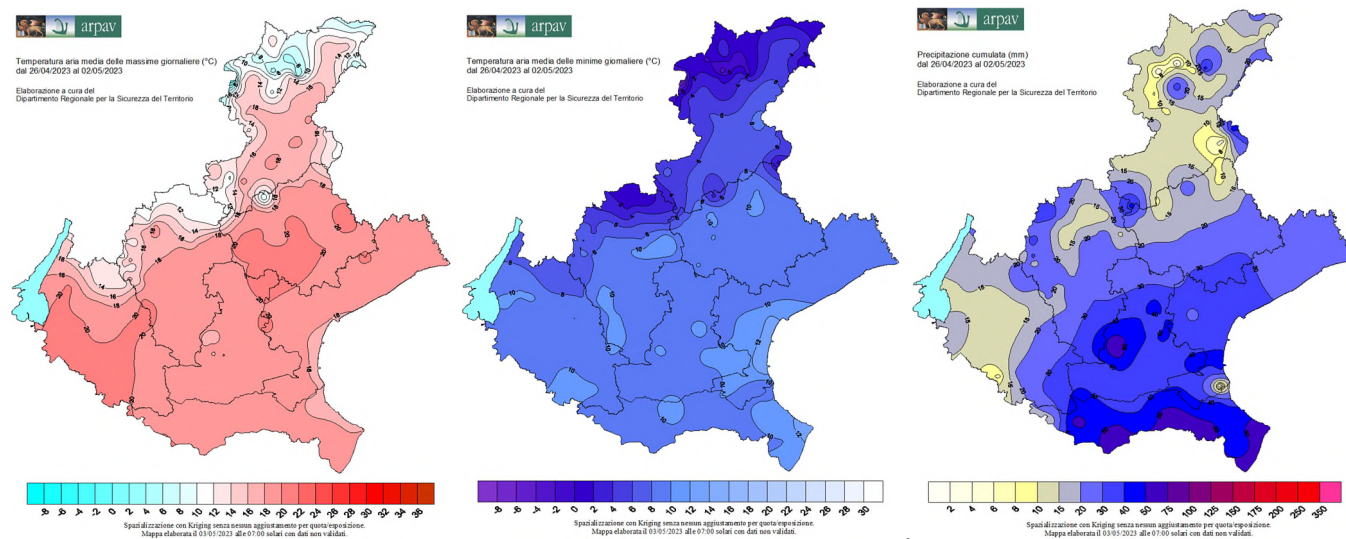 arpav
Temperatura aria media delle massime giornaliere (°C)
dal 26/04/2023 al 02/05/2023
Elaborazione a cura del
Dipartimento Regionale per la Sicurezza del Territorio
-8 -6 -4 -2 0 2 4 6 8 10 12 14 16 18 20 22 24 26 28 30 32 34 36
Spazializzazione con Kriging senza nessun aggiustamento per quota/esposizione.
Mappa elaborata il 03/05/2023 alle 07:00 solari con dati non validati.
arpav
Temperatura aria media delle minime giornaliere (°C)
dal 26/04/2023 al 02/05/2023
Elaborazione a cura del
Dipartimento Regionale per la Sicurezza del Territorio
-8 -6 -4 -2 0 2 4 6 8 10 12 14 16 18 20 22 24 26 28 30
Spazializzazione con Kriging senza nessun aggiustamento per quota/esposizione.
Mappa elaborata il 03/05/2023 alle 07:00 solari con dati non validati.
arpav
Precipitazione cumulata (mm)
dal 26/04/2023 al 02/05/2023
Elaborazione a cura del
Dipartimento Regionale per la Sicurezza del Territorio
2 4 6 8 10 15 20 30 40 50 75 100 125 150 175 200 250 350
Spazializzazione con Kriging senza nessun aggiustamento per quota/esposizione.
Mappa elaborata il 03/05/2023 alle 07:00 solari con dati non validati.